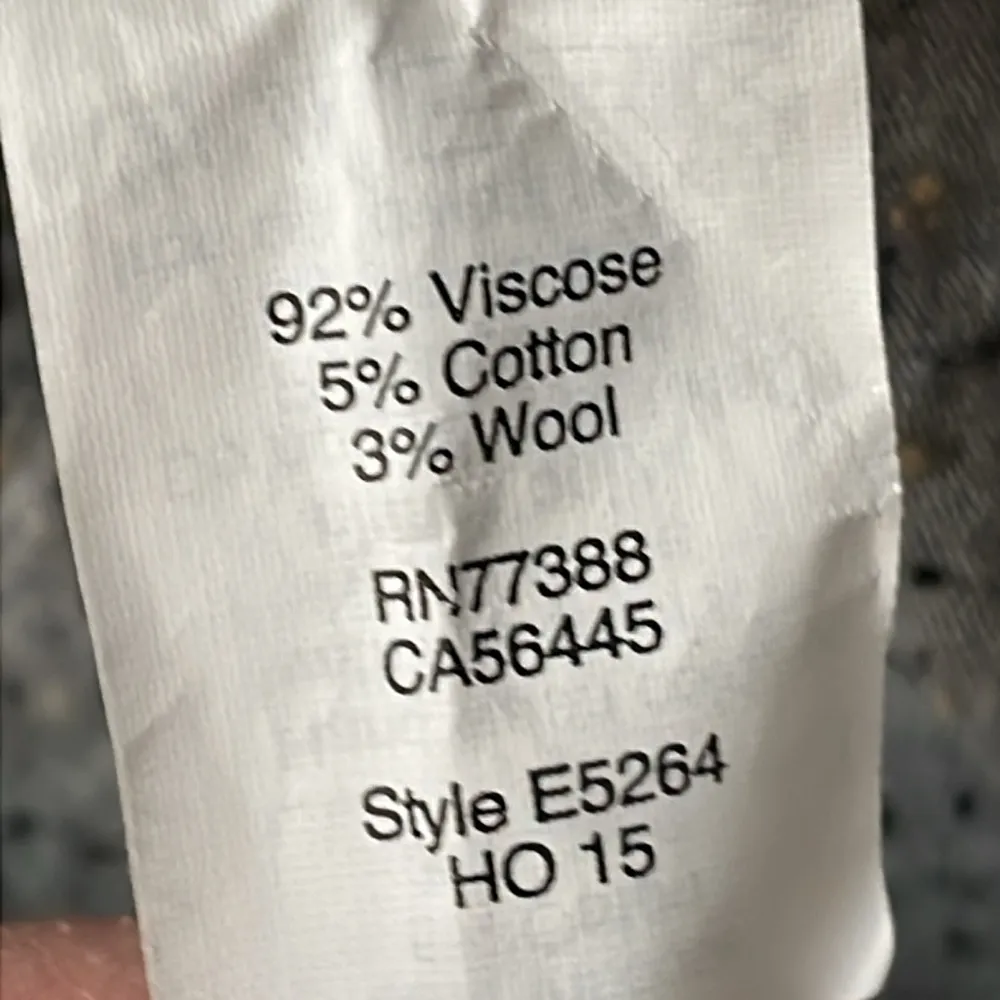 92% Viscose
5% Cotton
3% Wool
RN77388
CA56445
Style E5264
HO 15